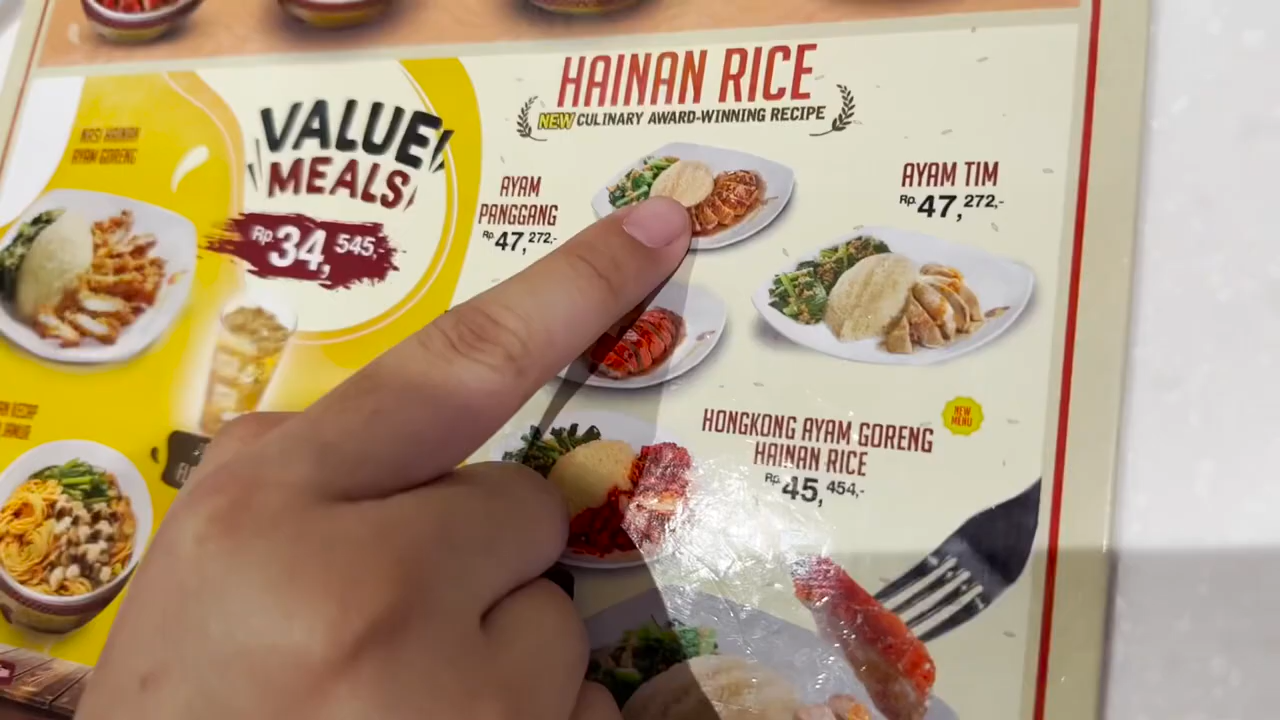 NASI HAINAN
AYAM GORENG
VALUE
MEALS
Rp. 34,545,-
HAINAN RICE
NEW CULINARY AWARD-WINNING RECIPE
AYAM
PANGGANG
Rp. 47,272,-
AYAM TIM
Rp. 47,272,-
HONGKONG AYAM GORENG
HAINAN RICE
Rp. 45,454,-
NEW
MENU